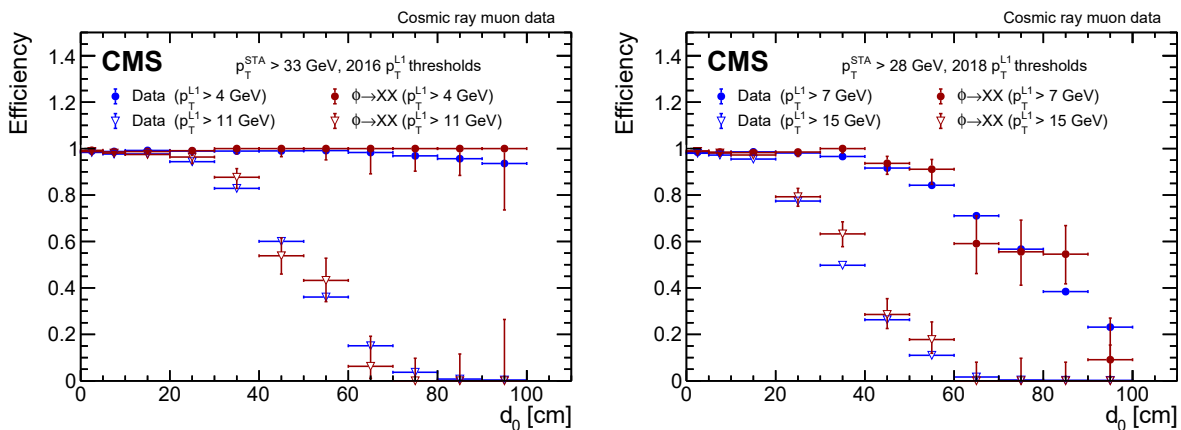 Cosmic ray muon data
CMS
p_T^STA > 33 GeV, 2016 p_T^L1 thresholds
Data (p_T^L1 > 4 GeV) ϕ→XX (p_T^L1 > 4 GeV)
Data (p_T^L1 > 11 GeV) ϕ→XX (p_T^L1 > 11 GeV)
Efficiency
1.4
1.2
1
0.8
0.6
0.4
0.2
0
0 20 40 60 80 100
d_0 [cm]
Cosmic ray muon data
CMS
p_T^STA > 28 GeV, 2018 p_T^L1 thresholds
Data (p_T^L1 > 7 GeV) ϕ→XX (p_T^L1 > 7 GeV)
Data (p_T^L1 > 15 GeV) ϕ→XX (p_T^L1 > 15 GeV)
Efficiency
1.4
1.2
1
0.8
0.6
0.4
0.2
0
0 20 40 60 80 100
d_0 [cm]